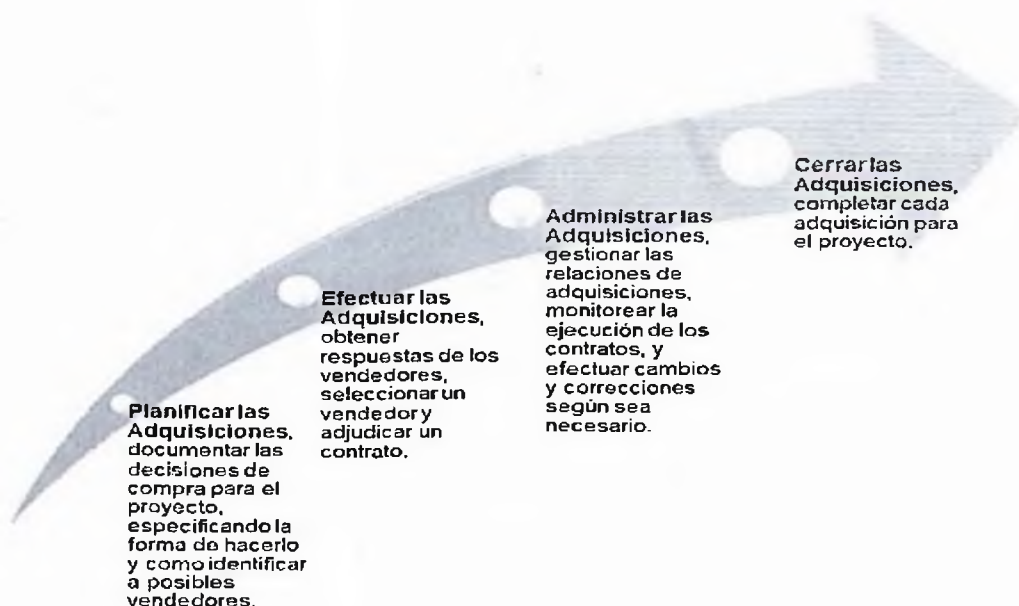 Planificar las
Adquisiciones,
documentar las
decisiones de
compra para el
proyecto,
especificando la
forma de hacerlo
y como identificar
a posibles
vendedores.
Efectuar las
Adquisiciones,
obtener
respuestas de los
vendedores,
seleccionar un
vendedor y
adjudicar un
contrato.
Administrar las
Adquisiciones,
gestionar las
relaciones de
adquisiciones,
monitorear la
ejecución de los
contratos, y
efectuar cambios
y correcciones
según sea
necesario.
Cerrar las
Adquisiciones,
completar cada
adquisición para
el proyecto.